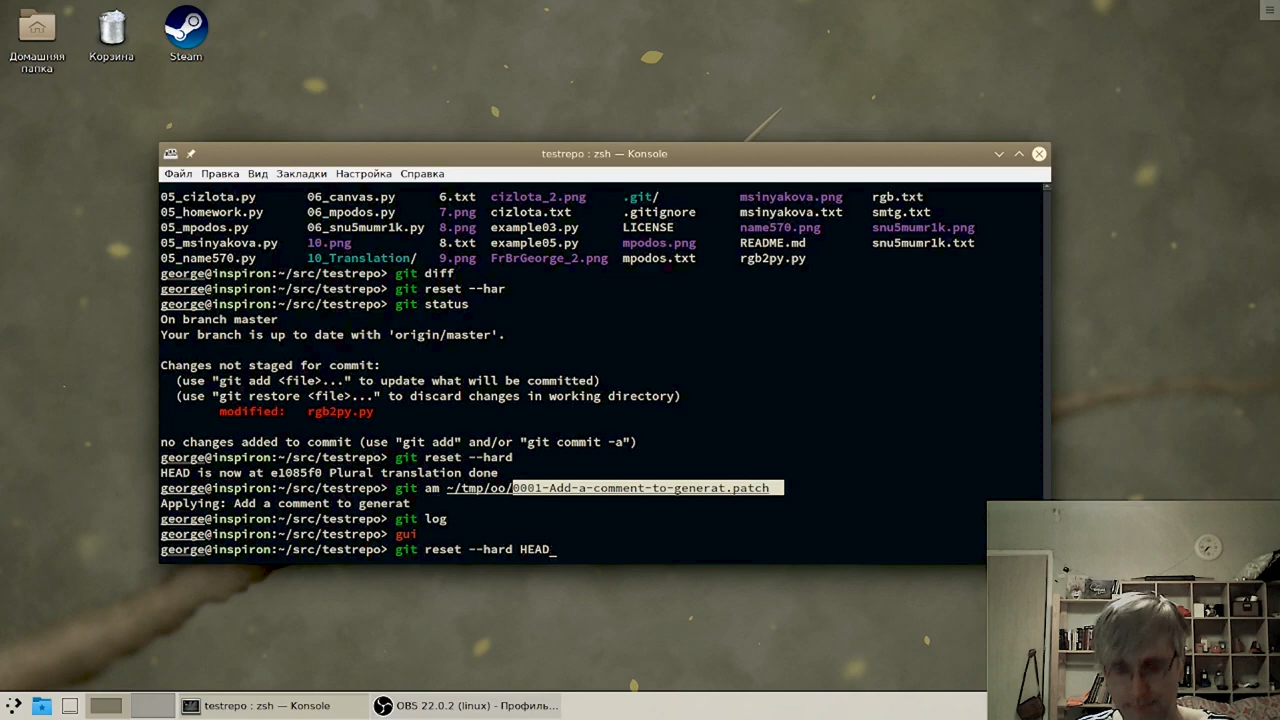 Домашняя
папка
Корзина
Steam
testrepo : zsh — Konsole
Файл Правка Вид Закладки Настройка Справка
05_cizlota.py 06_canvas.py 6.txt cizlota_2.png .git/ msinyakova.png rgb.txt
05_homework.py 06_mpodos.py 7.png cizlota.txt .gitignore msinyakova.txt smtg.txt
05_mpodos.py 06_snu5mumr1k.py 8.png example03.py LICENSE name570.png snu5mumr1k.png
05_msinyakova.py 10.png 8.txt example05.py mpodos.png README.md snu5mumr1k.txt
05_name570.py 10_Translation/ 9.png FrBrGeorge_2.png mpodos.txt rgb2py.py
george@inspiron:~/src/testrepo> git diff
george@inspiron:~/src/testrepo> git reset --har
george@inspiron:~/src/testrepo> git status
On branch master
Your branch is up to date with 'origin/master'.
Changes not staged for commit:
(use "git add <file>..." to update what will be committed)
(use "git restore <file>..." to discard changes in working directory)
modified: rgb2py.py
no changes added to commit (use "git add" and/or "git commit -a")
george@inspiron:~/src/testrepo> git reset --hard
HEAD is now at e1085f0 Plural translation done
george@inspiron:~/src/testrepo> git am ~/tmp/oo/0001-Add-a-comment-to-generat.patch
Applying: Add a comment to generat
george@inspiron:~/src/testrepo> git log
george@inspiron:~/src/testrepo> gui
george@inspiron:~/src/testrepo> git reset --hard HEAD_
testrepo : zsh — Konsole
OBS 22.0.2 (linux) - Профиль...